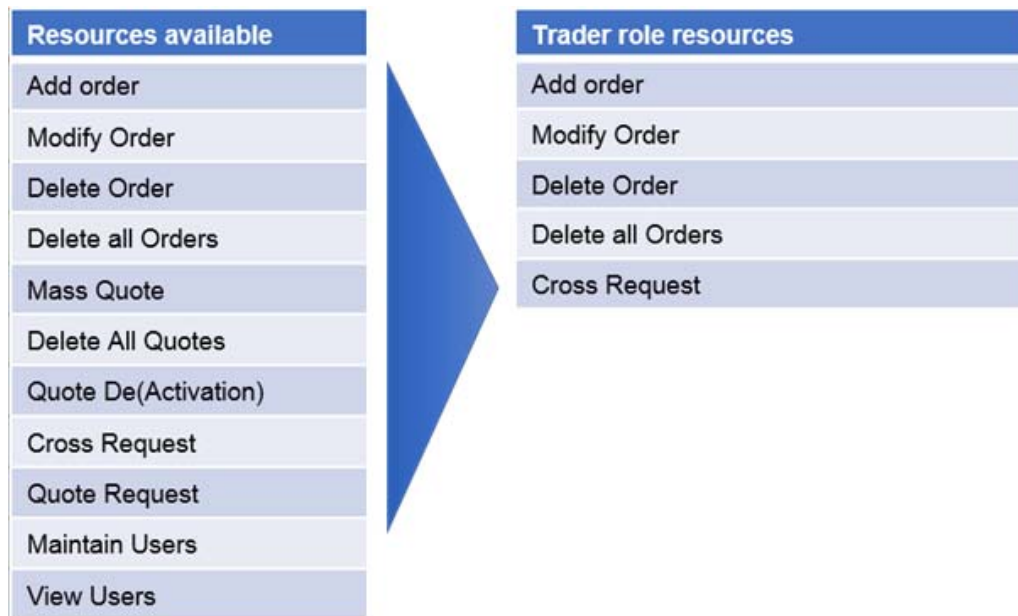 Resources available
Add order
Modify Order
Delete Order
Delete all Orders
Mass Quote
Delete All Quotes
Quote De(Activation)
Cross Request
Quote Request
Maintain Users
View Users
Trader role resources
Add order
Modify Order
Delete Order
Delete all Orders
Cross Request